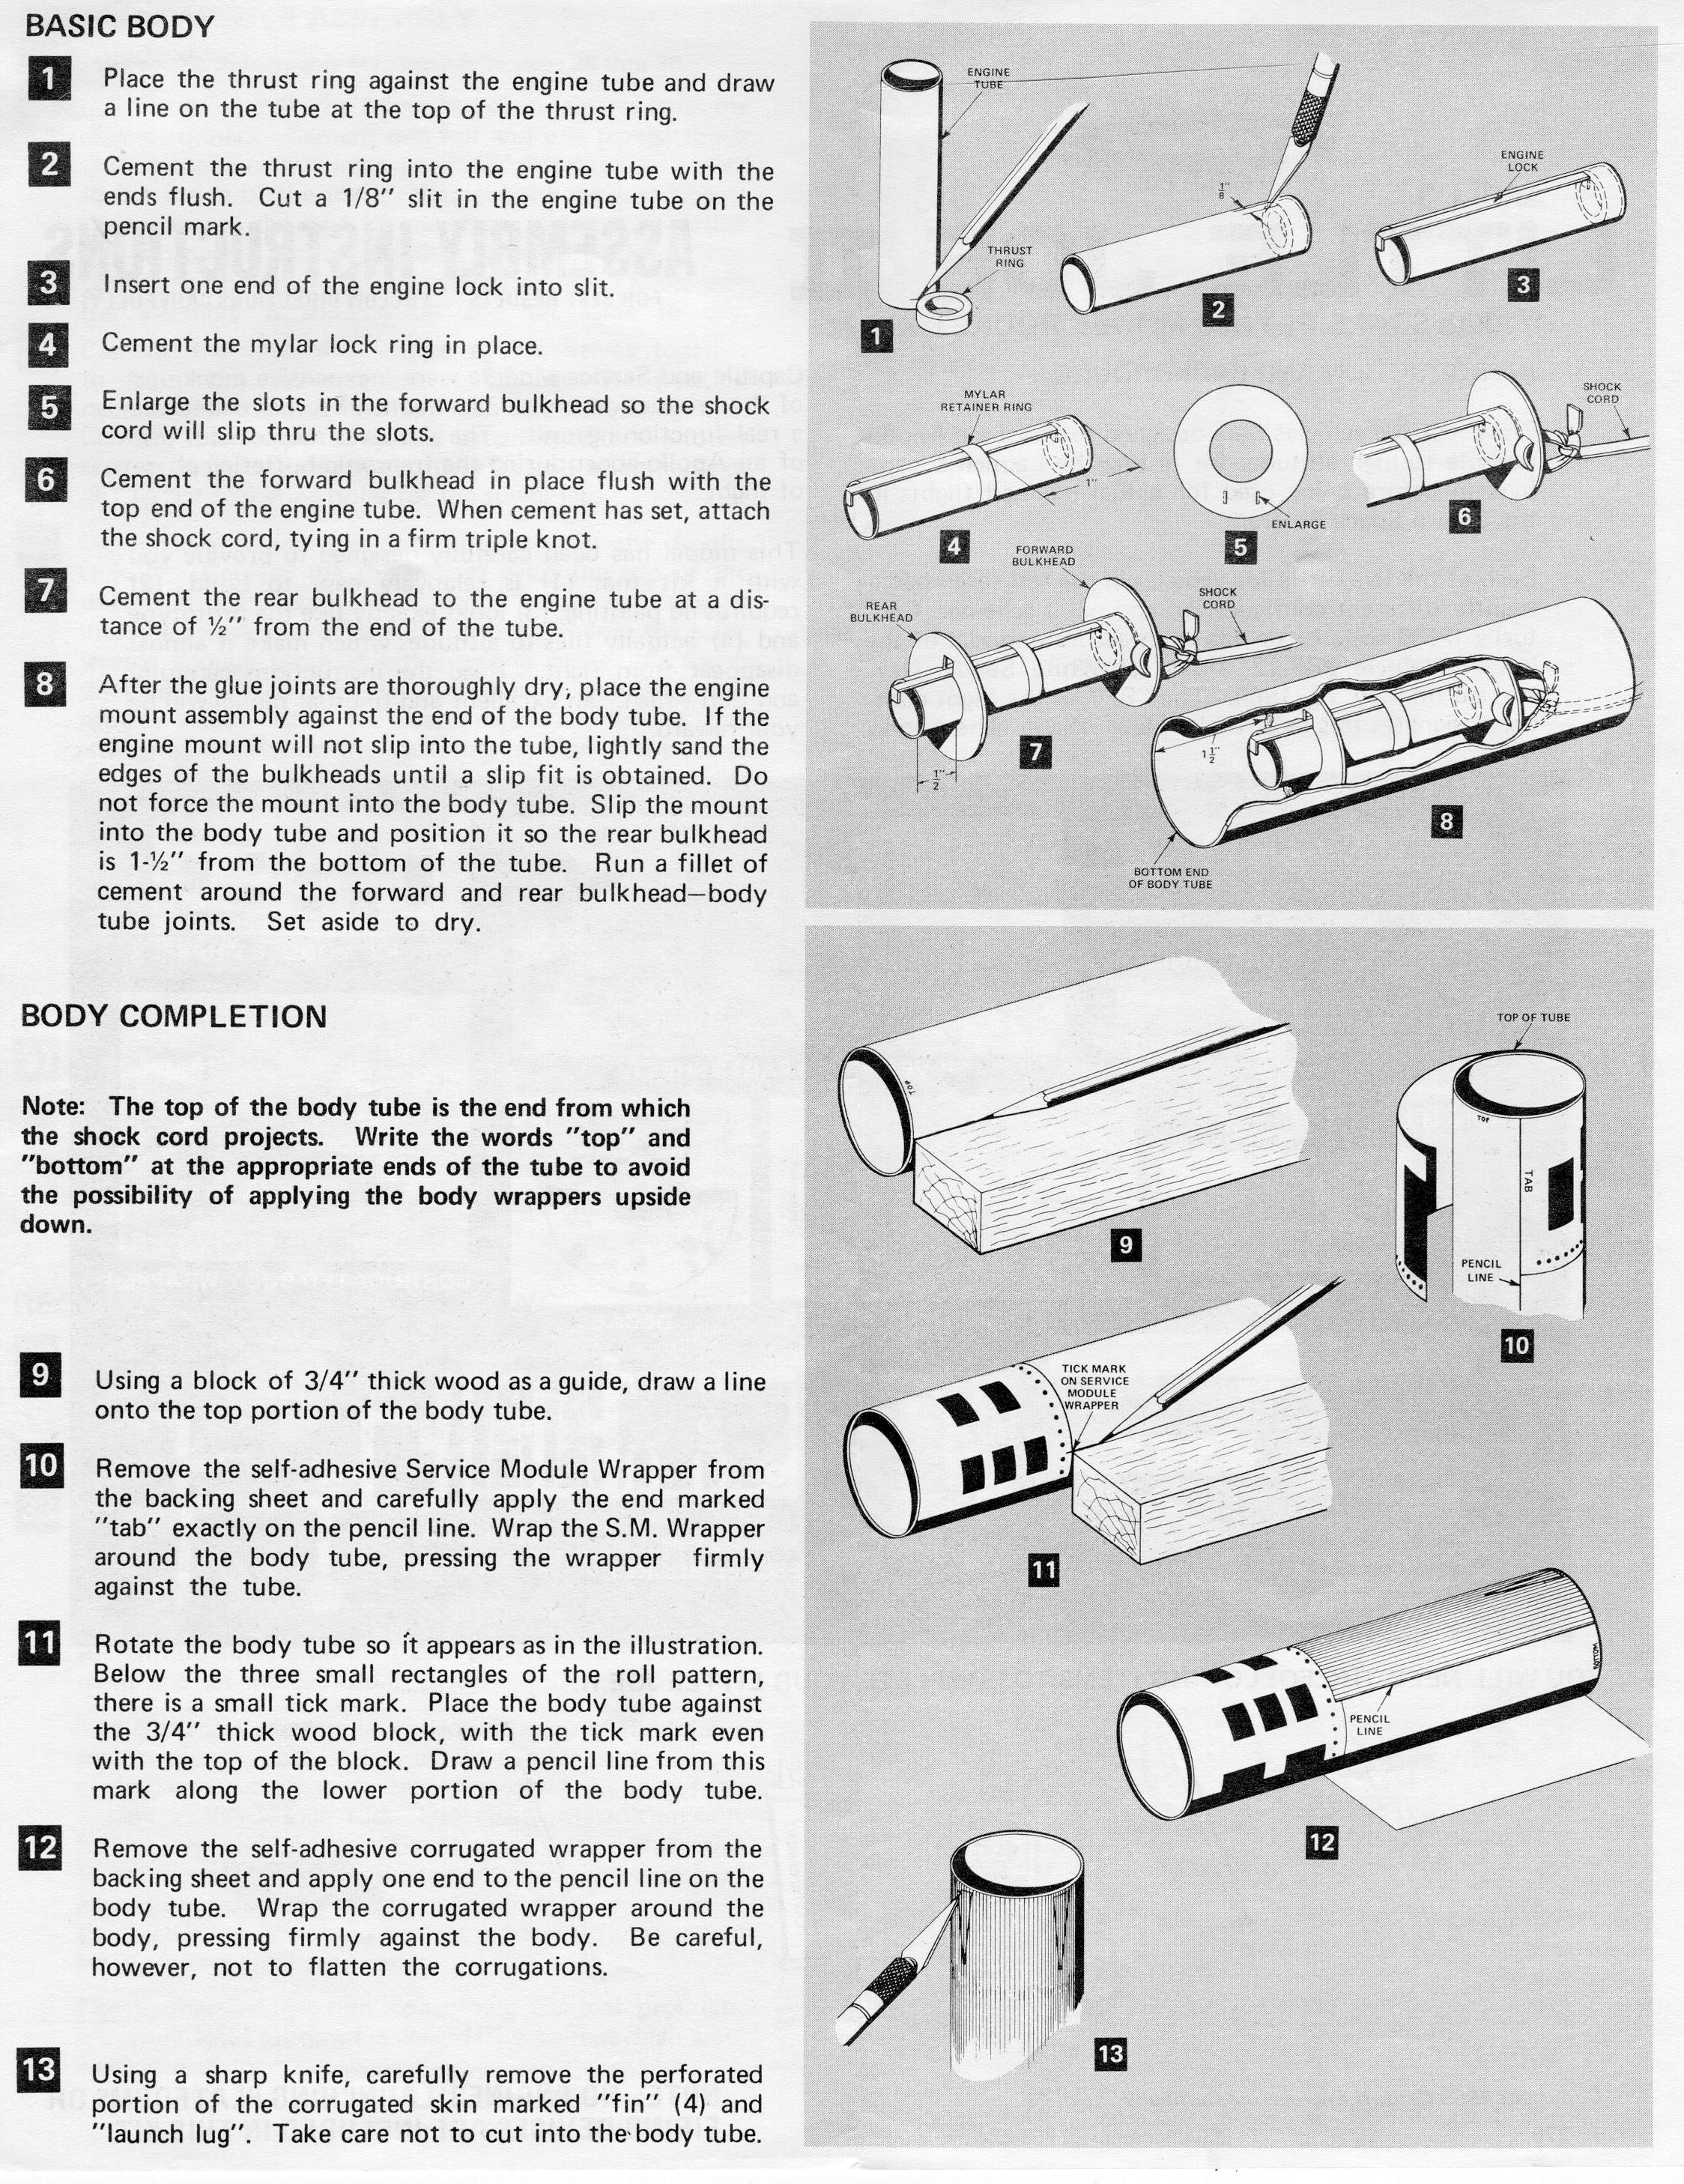 BASIC BODY
1
Place the thrust ring against the engine tube and draw
a line on the tube at the top of the thrust ring.
2
Cement the thrust ring into the engine tube with the
ends flush. Cut a 1/8" slit in the engine tube on the
pencil mark.
3
Insert one end of the engine lock into slit.
4
Cement the mylar lock ring in place.
5
Enlarge the slots in the forward bulkhead so the shock
cord will slip thru the slots.
6
Cement the forward bulkhead in place flush with the
top end of the engine tube. When cement has set, attach
the shock cord, tying in a firm triple knot.
7
Cement the rear bulkhead to the engine tube at a dis-
tance of ½" from the end of the tube.
8
After the glue joints are thoroughly dry, place the engine
mount assembly against the end of the body tube. If the
engine mount will not slip into the tube, lightly sand the
edges of the bulkheads until a slip fit is obtained. Do
not force the mount into the body tube. Slip the mount
into the body tube and position it so the rear bulkhead
is 1-½" from the bottom of the tube. Run a fillet of
cement around the forward and rear bulkhead—body
tube joints. Set aside to dry.
BODY COMPLETION
Note: The top of the body tube is the end from which
the shock cord projects. Write the words "top" and
"bottom" at the appropriate ends of the tube to avoid
the possibility of applying the body wrappers upside
down.
9
Using a block of 3/4" thick wood as a guide, draw a line
onto the top portion of the body tube.
10
Remove the self-adhesive Service Module Wrapper from
the backing sheet and carefully apply the end marked
"tab" exactly on the pencil line. Wrap the S.M. Wrapper
around the body tube, pressing the wrapper firmly
against the tube.
11
Rotate the body tube so it appears as in the illustration.
Below the three small rectangles of the roll pattern,
there is a small tick mark. Place the body tube against
the 3/4" thick wood block, with the tick mark even
with the top of the block. Draw a pencil line from this
mark along the lower portion of the body tube.
12
Remove the self-adhesive corrugated wrapper from the
backing sheet and apply one end to the pencil line on the
body tube. Wrap the corrugated wrapper around the
body, pressing firmly against the body. Be careful,
however, not to flatten the corrugations.
13
Using a sharp knife, carefully remove the perforated
portion of the corrugated skin marked "fin" (4) and
"launch lug". Take care not to cut into the body tube.
ENGINE
TUBE
THRUST
RING
1
1/8"
2
ENGINE
LOCK
3
MYLAR
RETAINER RING
1"
4
ENLARGE
5
SHOCK
CORD
6
FORWARD
BULKHEAD
REAR
BULKHEAD
SHOCK
CORD
1/2"
7
1 1/2"
BOTTOM END
OF BODY TUBE
8
TOP
9
TOP OF TUBE
TOP
TAB
PENCIL
LINE
10
TICK MARK
ON SERVICE
MODULE
WRAPPER
11
BOTTOM
PENCIL
LINE
12
13